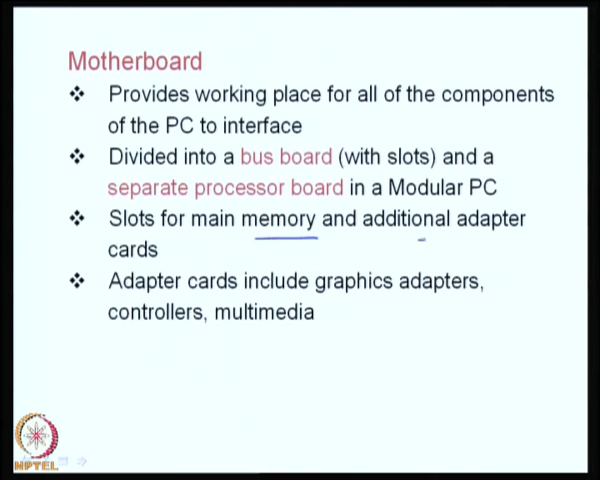 Motherboard
❖ Provides working place for all of the components
of the PC to interface
❖ Divided into a bus board (with slots) and a
separate processor board in a Modular PC
❖ Slots for main memory and additional adapter
cards
❖ Adapter cards include graphics adapters,
controllers, multimedia
NPTEL